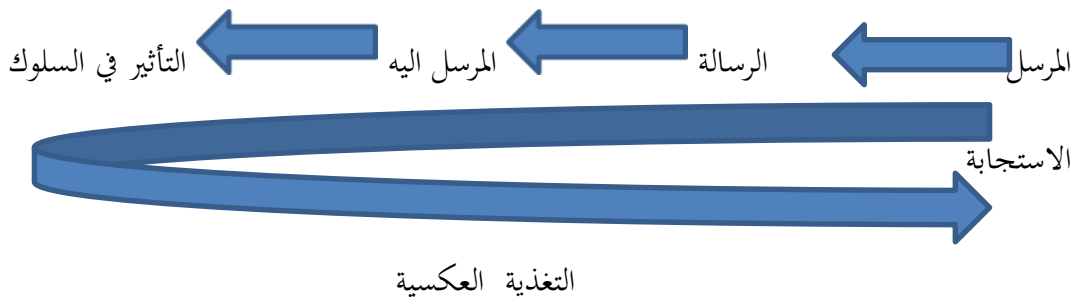 المرسل الرسالة المرسل اليه التأثير في السلوك
الاستجابة
التغذية العكسية